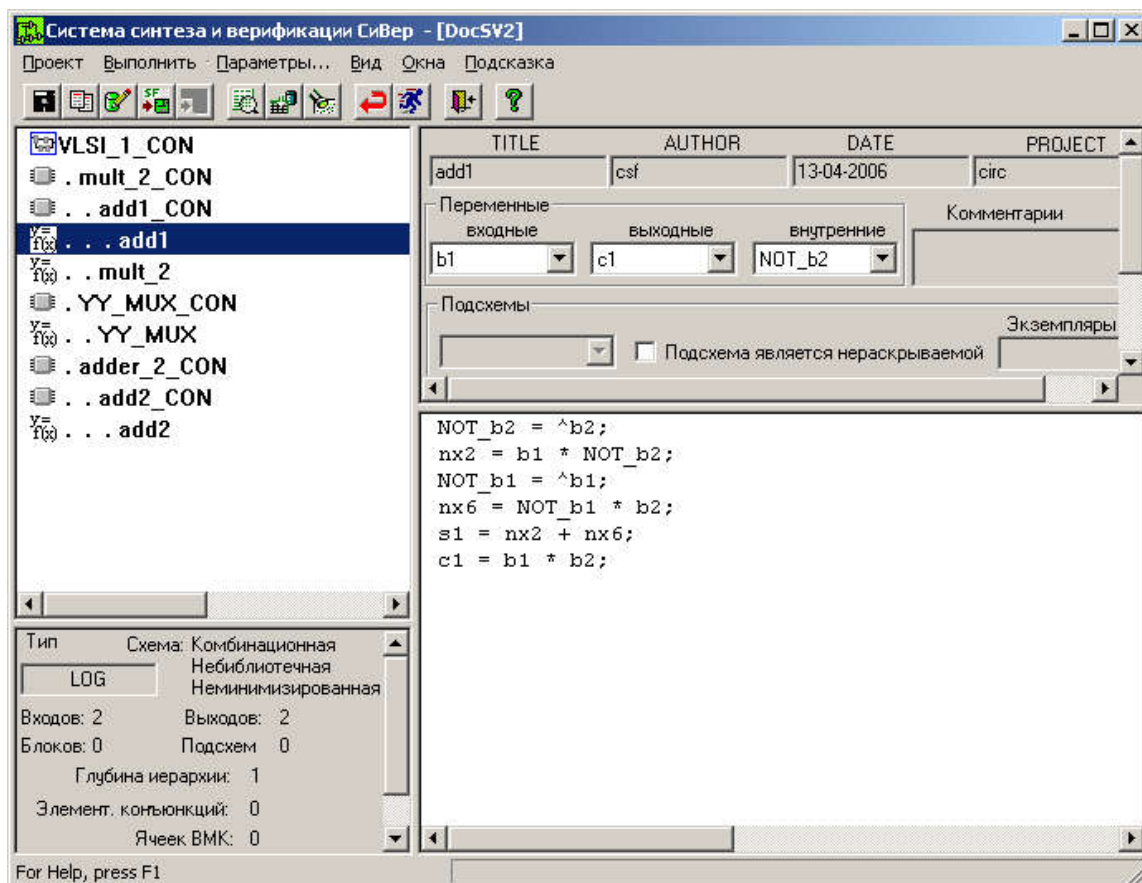 Система синтеза и верификации СиВер - [DocSV2]
Проект Выполнить Параметры... Вид Окна Подсказка
VLSI_1_CON
. mult_2_CON
. . add1_CON
y= f(x) . . . add1
y= f(x) . . mult_2
. YY_MUX_CON
y= f(x) . . YY_MUX
. adder_2_CON
. . add2_CON
y= f(x) . . . add2
TITLE AUTHOR DATE PROJECT
add1 csf 13-04-2006 circ
Переменные
Комментарии
входные выходные внутренние
b1 c1 NOT_b2
Подсхемы
Экземпляры
Подсхема является нераскрываемой
NOT_b2 = ^b2;
nx2 = b1 * NOT_b2;
NOT_b1 = ^b1;
nx6 = NOT_b1 * b2;
s1 = nx2 + nx6;
c1 = b1 * b2;
Тип Схема: Комбинационная
Небиблиотечная
LOG
Неминимизированная
Входов: 2 Выходов: 2
Блоков: 0 Подсхем 0
Глубина иерархии: 1
Элемент. конъюнкций: 0
Ячеек ВМК: 0
For Help, press F1